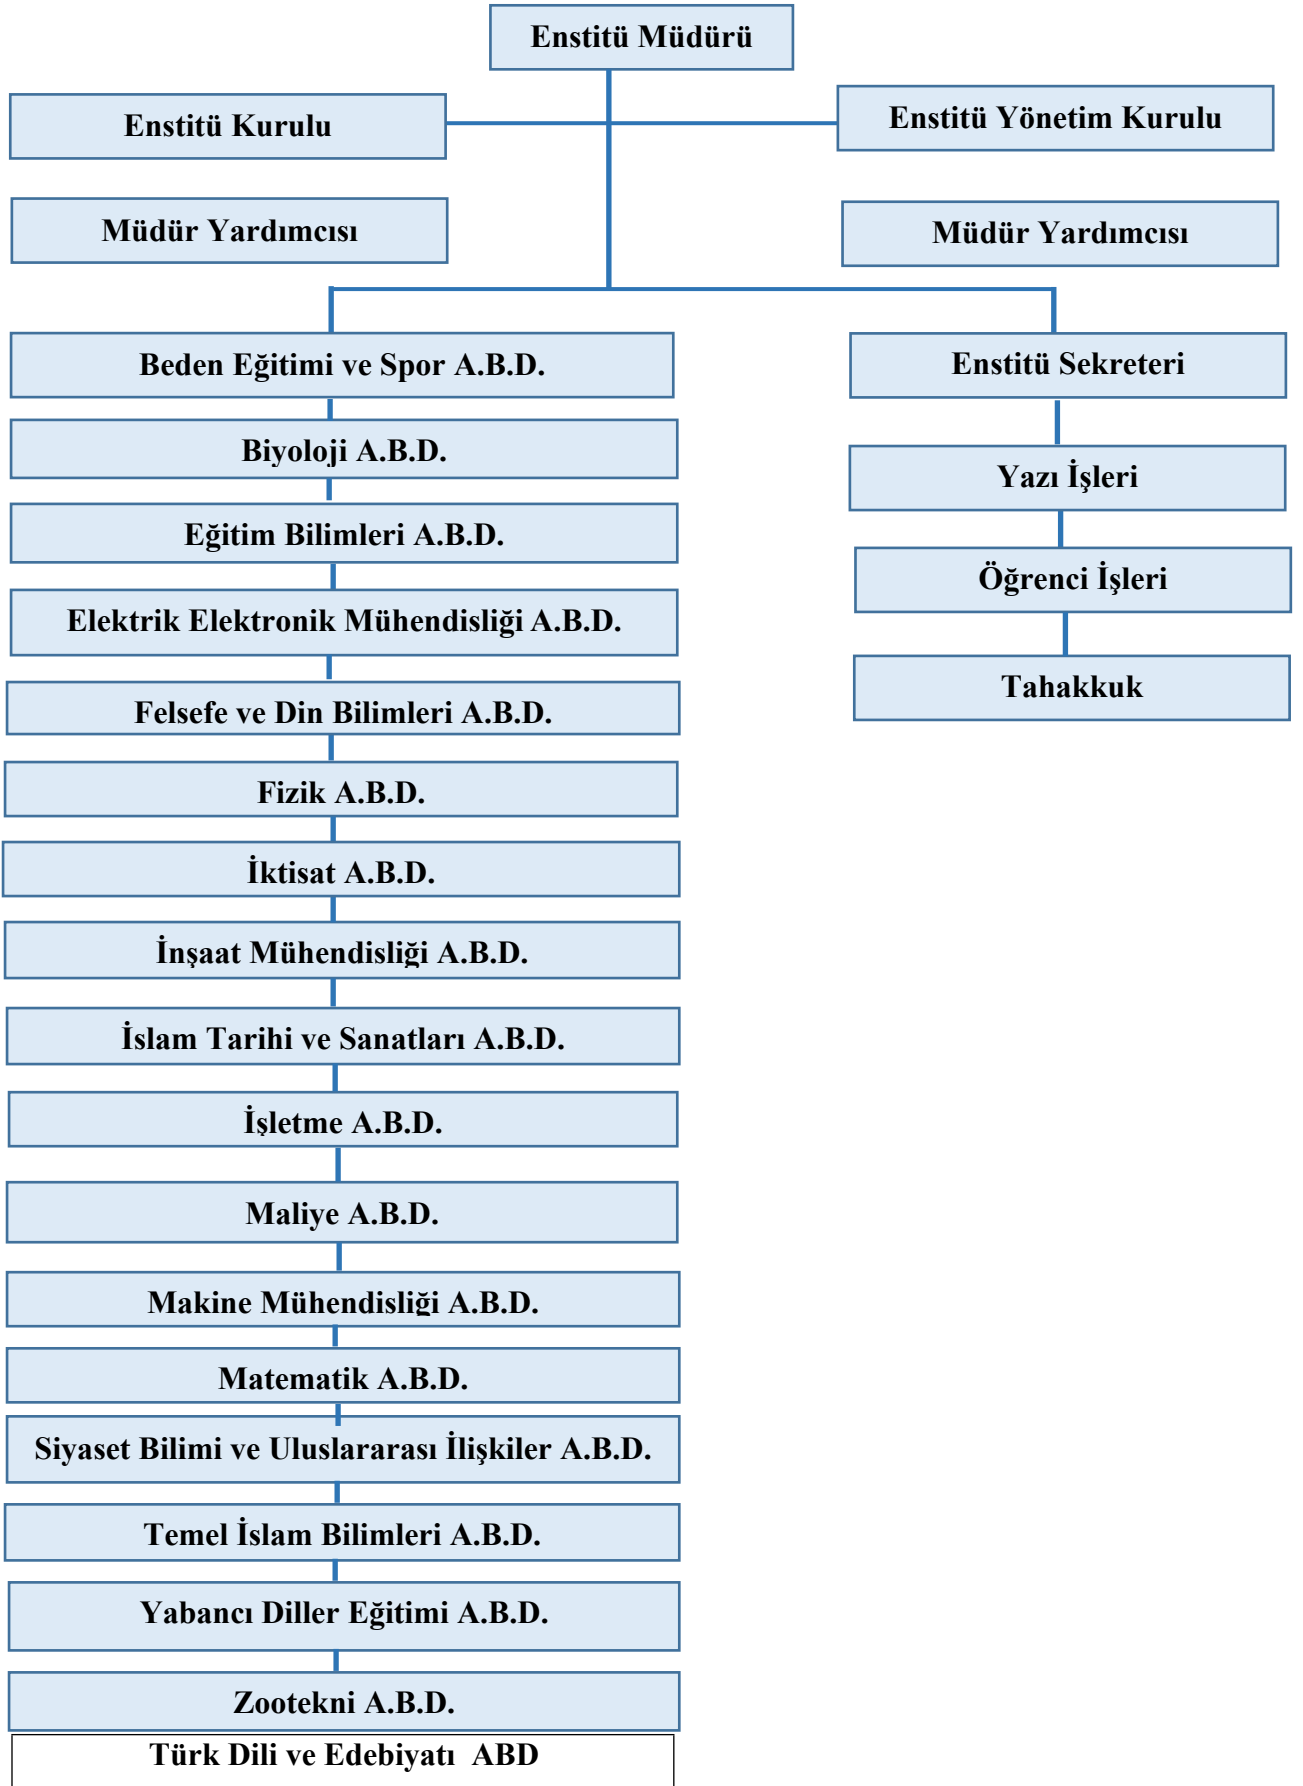 Enstitü Müdürü
Enstitü Kurulu
Enstitü Yönetim Kurulu
Müdür Yardımcısı
Müdür Yardımcısı
Beden Eğitimi ve Spor A.B.D.
Enstitü Sekreteri
Biyoloji A.B.D.
Yazı İşleri
Eğitim Bilimleri A.B.D.
Öğrenci İşleri
Elektrik Elektronik Mühendisliği A.B.D.
Tahakkuk
Felsefe ve Din Bilimleri A.B.D.
Fizik A.B.D.
İktisat A.B.D.
İnşaat Mühendisliği A.B.D.
İslam Tarihi ve Sanatları A.B.D.
İşletme A.B.D.
Maliye A.B.D.
Makine Mühendisliği A.B.D.
Matematik A.B.D.
Siyaset Bilimi ve Uluslararası İlişkiler A.B.D.
Temel İslam Bilimleri A.B.D.
Yabancı Diller Eğitimi A.B.D.
Zootekni A.B.D.
Türk Dili ve Edebiyatı ABD